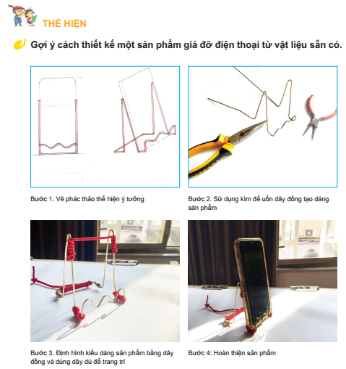 THỂ HIỆN
Gợi ý cách thiết kế một sản phẩm giá đỡ điện thoại từ vật liệu sẵn có.
Bước 1. Vẽ phác thảo thể hiện ý tưởng
Bước 2. Sử dụng kìm để uốn dây đồng tạo dáng
sản phẩm
Bước 3. Định hình kiểu dáng sản phẩm bằng dây
đồng và dùng dây dù để trang trí
Bước 4: Hoàn thiện sản phẩm